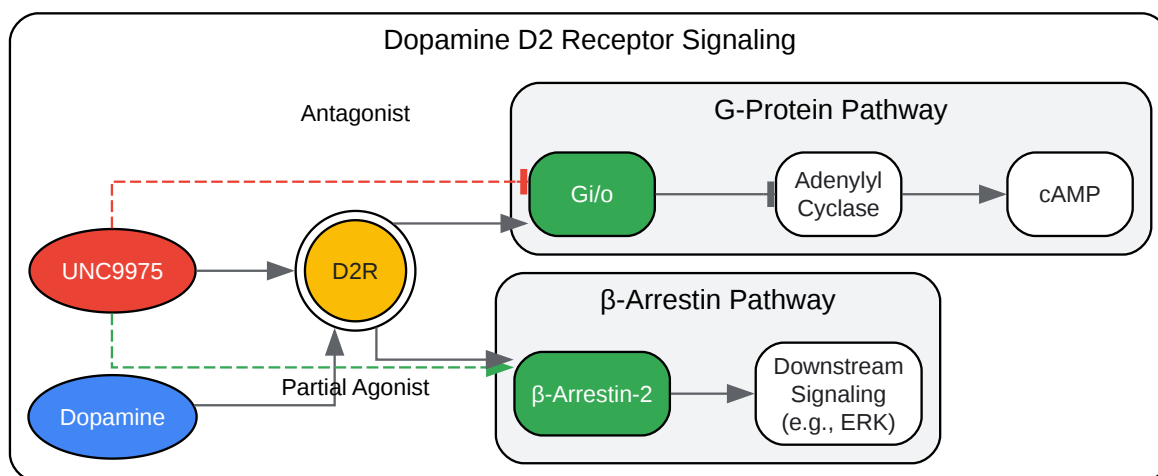 Dopamine D2 Receptor Signaling
Antagonist
G-Protein Pathway
Gi/o
Adenylyl
Cyclase
cAMP
UNC9975
D2R
β-Arrestin Pathway
Partial Agonist
Dopamine
β-Arrestin-2
Downstream
Signaling
(e.g., ERK)